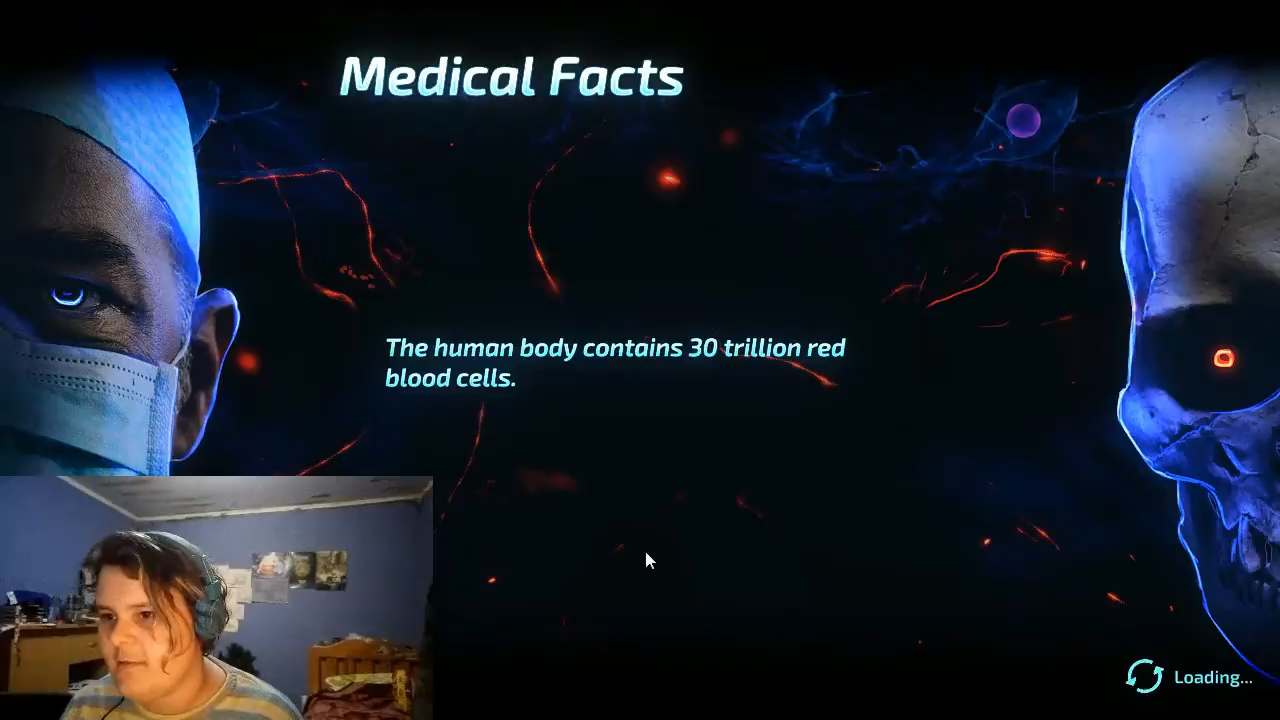 Medical Facts
The human body contains 30 trillion red
blood cells.
Loading...